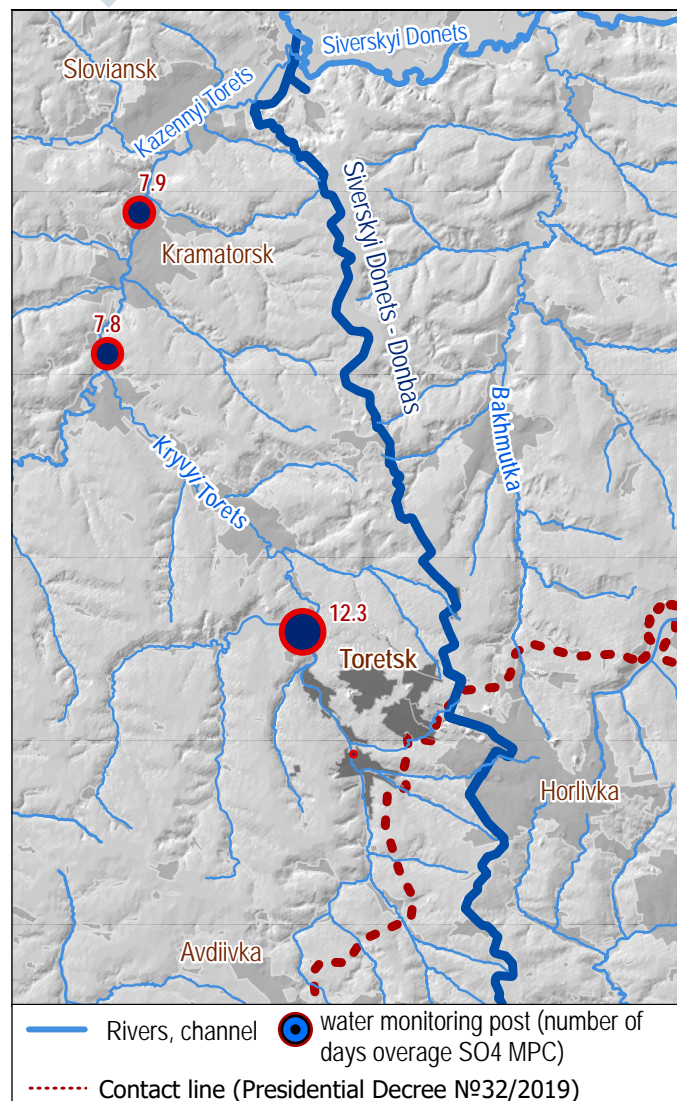 Siverskyi Donets
Sloviansk
Kazennyi Torets
7.9
Siverskyi Donets - Donbas
Kramatorsk
7.8
Bakhmutka
Kryvyi Torets
12.3
Toretsk
Horlivka
Avdiivka
Rivers, channel
water monitoring post (number of
days overage SO4 MPC)
Contact line (Presidential Decree №32/2019)